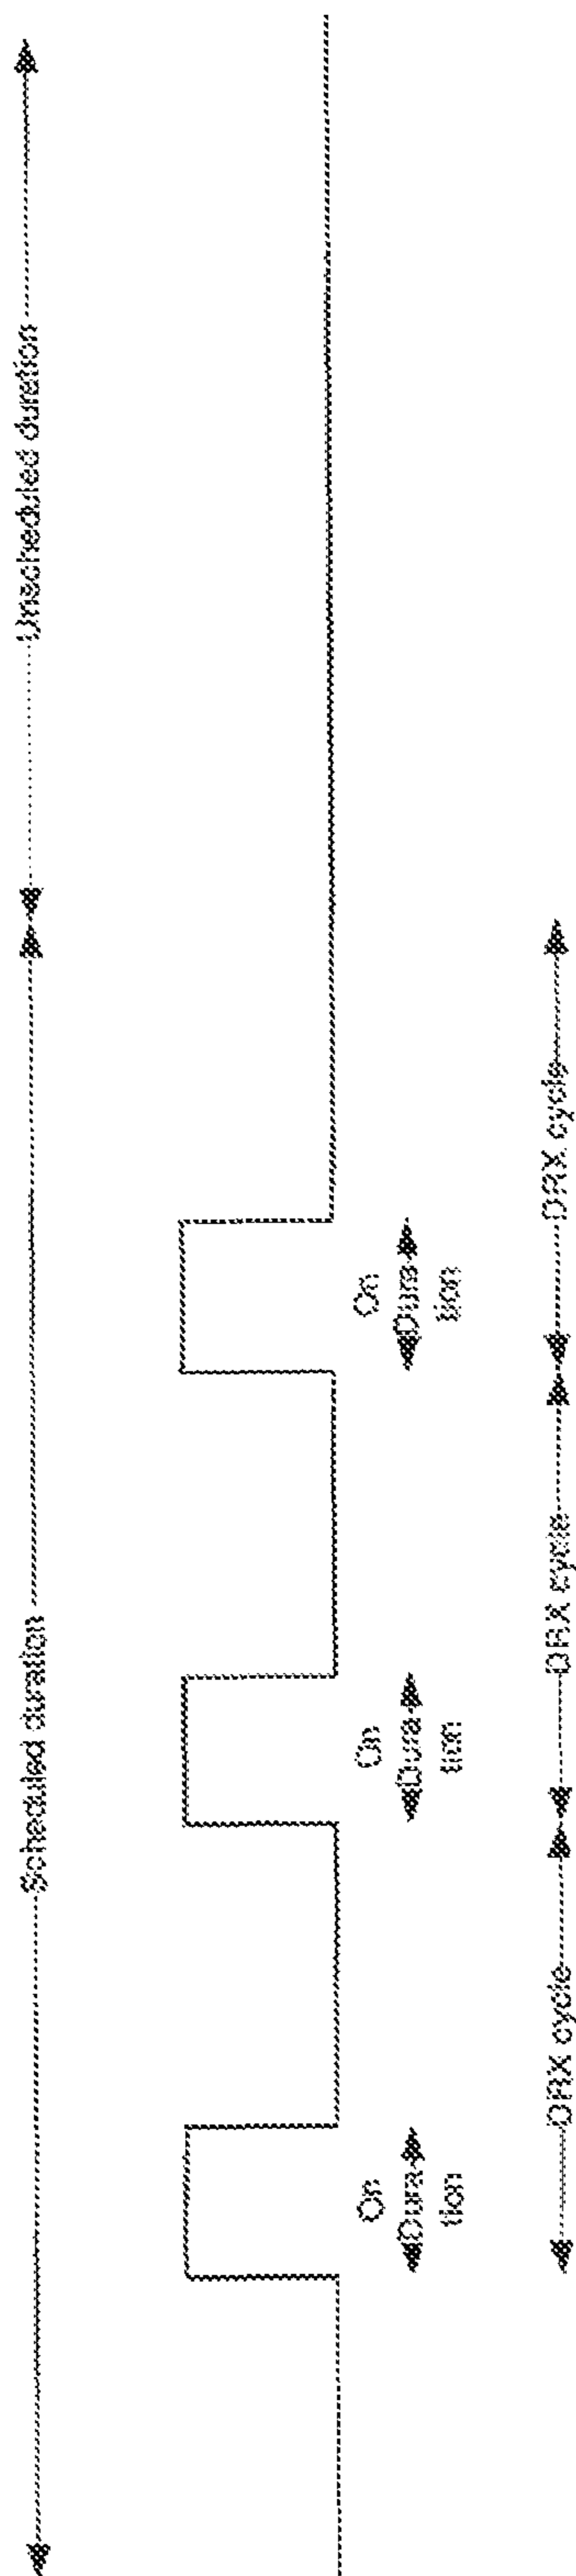 Scheduled duration
Unscheduled duration
On
Dura
tion
On
Dura
tion
On
Dura
tion
DRX cycle
DRX cycle
DRX cycle